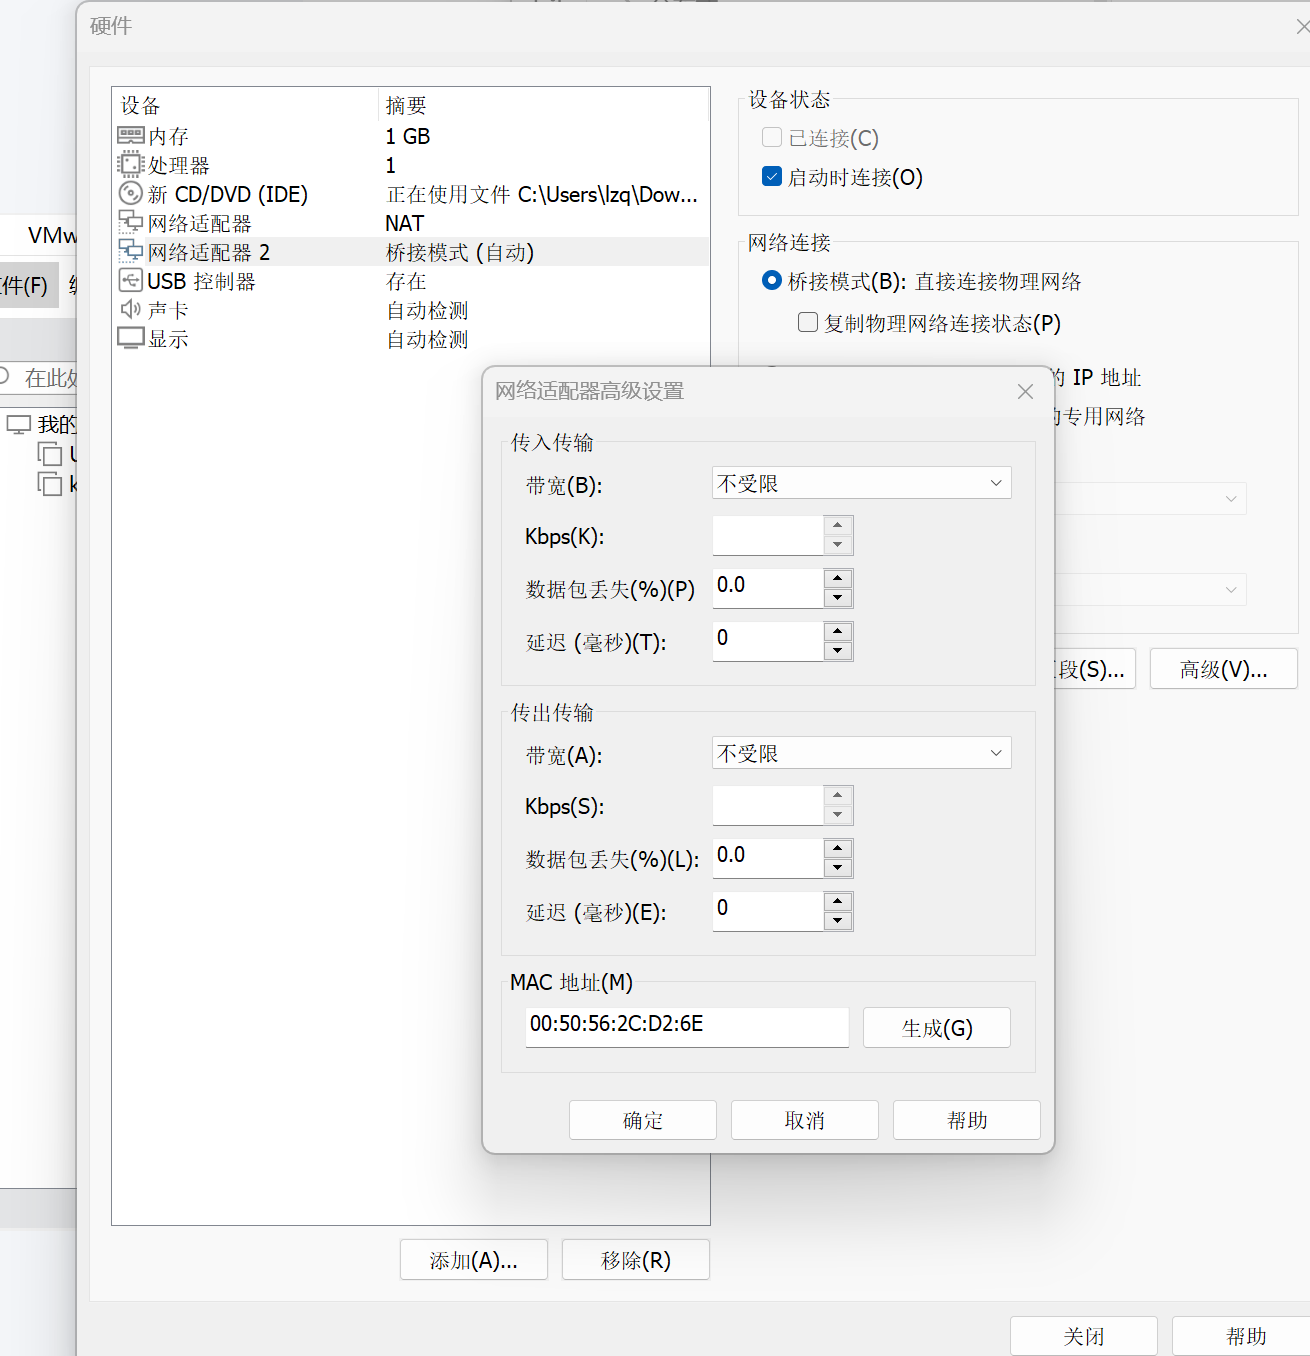 硬件
设备 摘要
内存 1 GB
处理器 1
新 CD/DVD (IDE) 正在使用文件 C:\Users\lzq\Dow...
网络适配器 NAT
网络适配器 2 桥接模式 (自动)
USB 控制器 存在
声卡 自动检测
显示 自动检测
添加(A)...
移除(R)
设备状态
已连接(C)
启动时连接(O)
网络连接
桥接模式(B): 直接连接物理网络
复制物理网络连接状态(P)
的 IP 地址
的专用网络
段(S)...
高级(V)...
网络适配器高级设置
传入传输
带宽(B): 不受限
Kbps(K):
数据包丢失(%)(P) 0.0
延迟 (毫秒)(T): 0
传出传输
带宽(A): 不受限
Kbps(S):
数据包丢失(%)(L): 0.0
延迟 (毫秒)(E): 0
MAC 地址(M)
00:50:56:2C:D2:6E
生成(G)
确定
取消
帮助
关闭
帮助
VMw
件(F)
在此处
我的
U
k